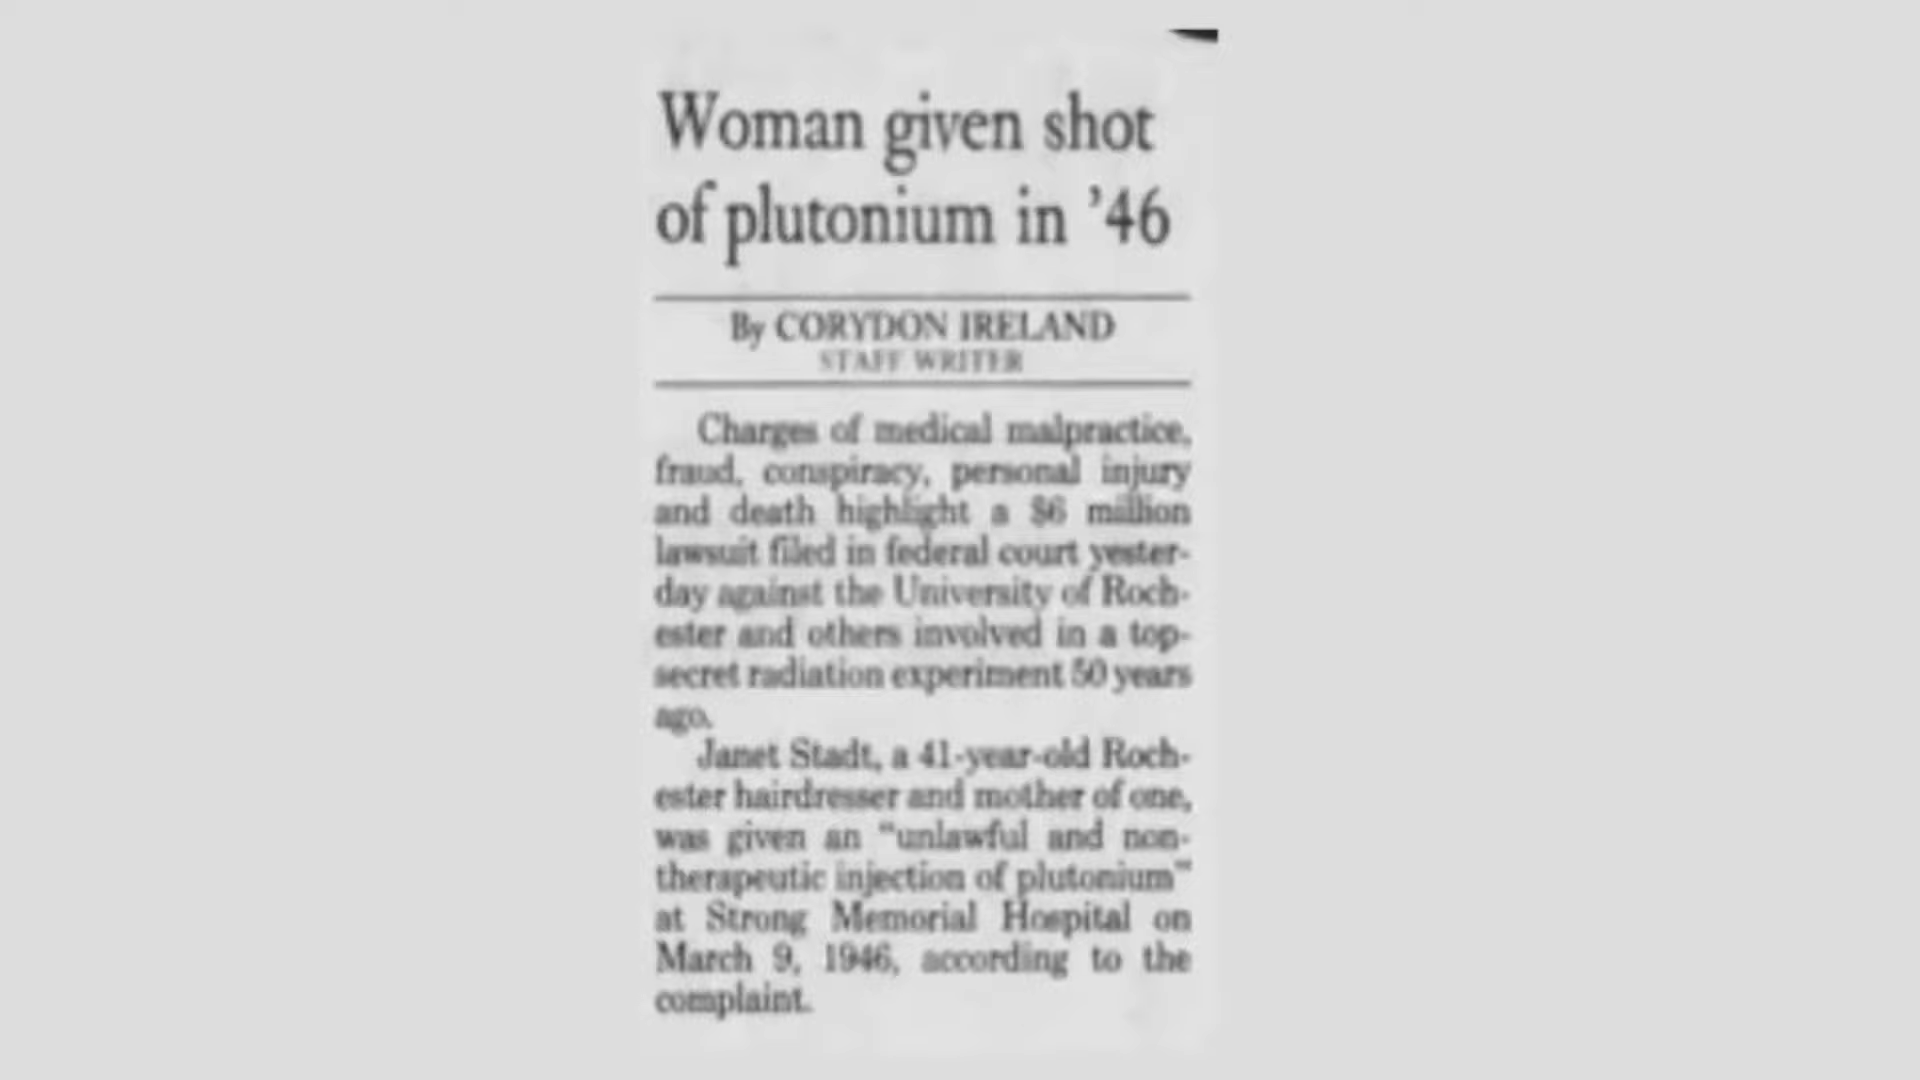 Woman given shot
of plutonium in '46
By CORYDON IRELAND
STAFF WRITER
Charges of medical malpractice,
fraud, conspiracy, personal injury
and death highlight a $6 million
lawsuit filed in federal court yester-
day against the University of Roch-
ester and others involved in a top-
secret radiation experiment 50 years
ago.
Janet Stadt, a 41-year-old Roch-
ester hairdresser and mother of one,
was given an "unlawful and non-
therapeutic injection of plutonium"
at Strong Memorial Hospital on
March 9, 1946, according to the
complaint.